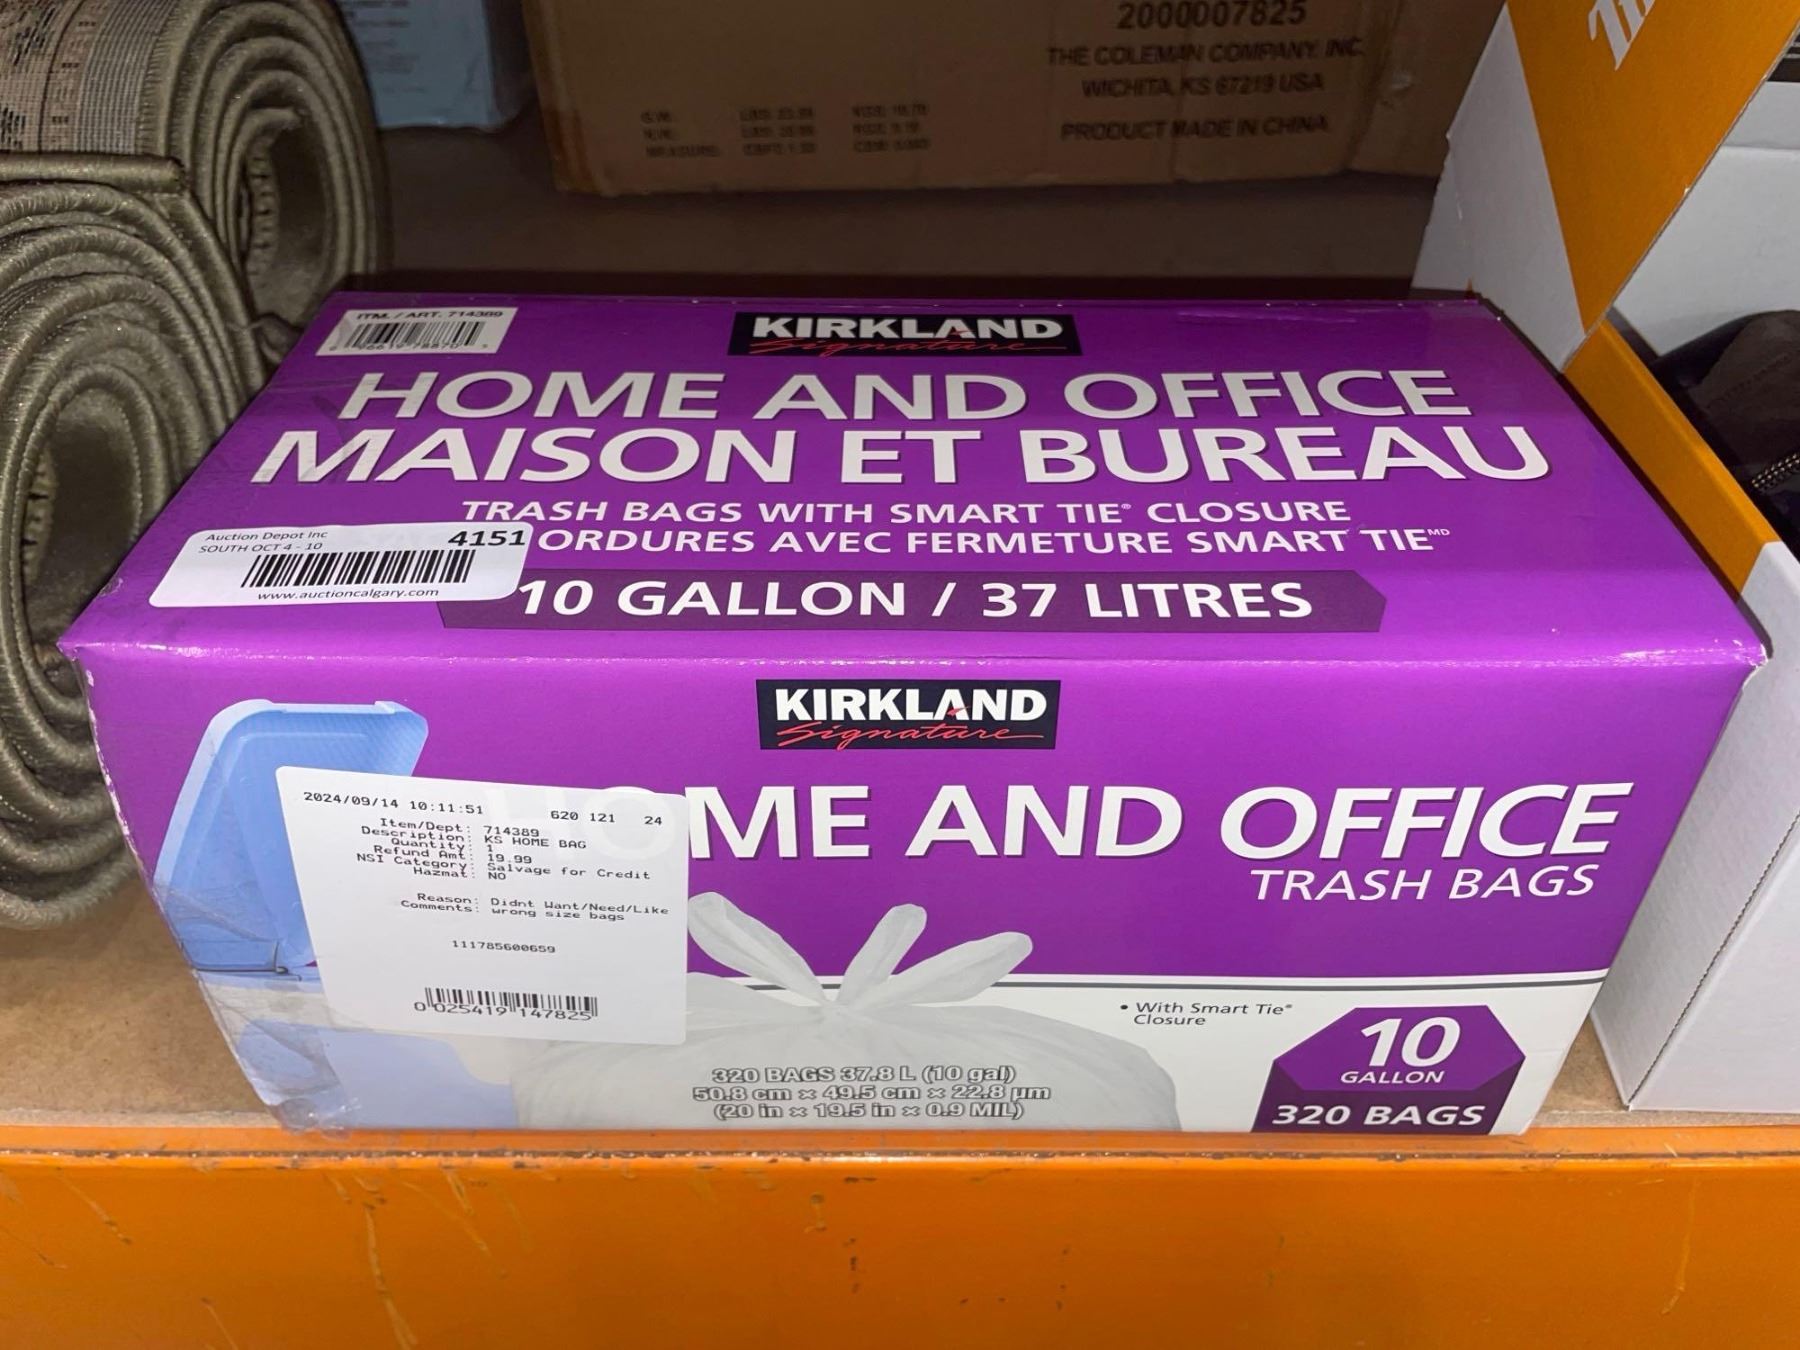 2000007825
THE COLEMAN COMPANY, INC.
WICHITA, KS 67219 USA
PRODUCT MADE IN CHINA
G.W.
N.W.
MEASURE
ITM. / ART. 714389
KIRKLAND
Signature
HOME AND OFFICE
MAISON ET BUREAU
TRASH BAGS WITH SMART TIE® CLOSURE
ORDURES AVEC FERMETURE SMART TIE MD
10 GALLON / 37 LITRES
Auction Depot Inc
4151
SOUTH OCT 4 - 10
www.auctioncalgary.com
KIRKLAND
Signature
HOME AND OFFICE
TRASH BAGS
2024/09/14 10:11:51 620 121 24
Item/Dept: 714389
Description: KS HOME BAG
Quantity: 1
Refund Amt: 19.99
NSI Category: Salvage for Credit
Hazmat: NO
Reason: Didnt Want/Need/Like
Comments: wrong size bags
111785600659
0 025419 147825
• With Smart Tie®
Closure
10
GALLON
320 BAGS
320 BAGS 37.8 L (10 gal)
50.8 cm × 49.5 cm × 22.8 µm
(20 in × 19.5 in × 0.9 MIL)